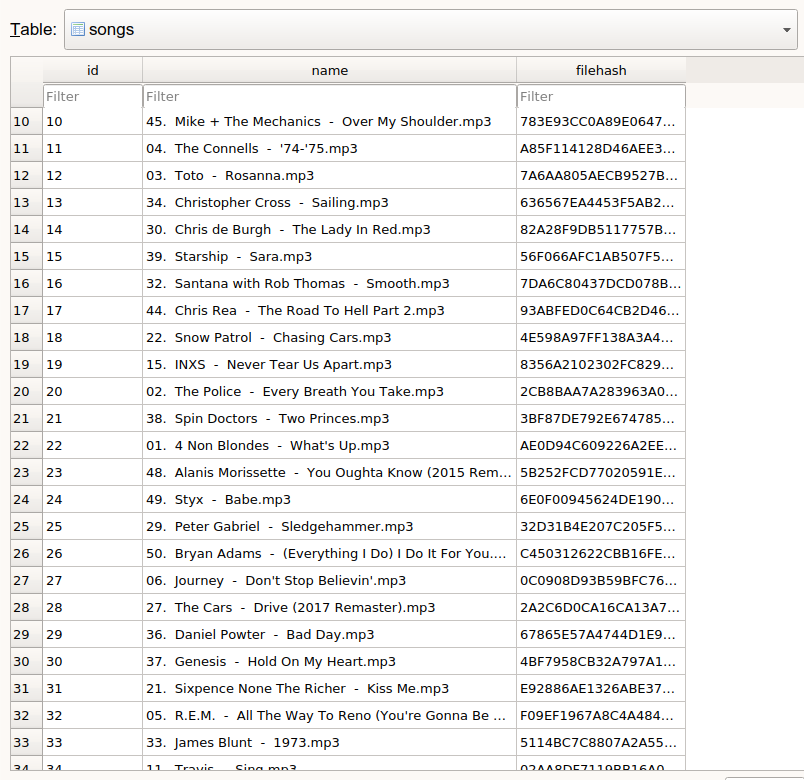 Table: songs
id name filehash
Filter Filter Filter
10 10 45. Mike + The Mechanics - Over My Shoulder.mp3 783E93CC0A89E0647...
11 11 04. The Connells - '74-'75.mp3 A85F114128D46AEE3...
12 12 03. Toto - Rosanna.mp3 7A6AA805AECB9527B...
13 13 34. Christopher Cross - Sailing.mp3 636567EA4453F5AB2...
14 14 30. Chris de Burgh - The Lady In Red.mp3 82A28F9DB5117757B...
15 15 39. Starship - Sara.mp3 56F066AFC1AB507F5...
16 16 32. Santana with Rob Thomas - Smooth.mp3 7DA6C80437DCD078B...
17 17 44. Chris Rea - The Road To Hell Part 2.mp3 93ABFED0C64CB2D46...
18 18 22. Snow Patrol - Chasing Cars.mp3 4E598A97FF138A3A4...
19 19 15. INXS - Never Tear Us Apart.mp3 8356A2102302FC829...
20 20 02. The Police - Every Breath You Take.mp3 2CB8BAA7A283963A0...
21 21 38. Spin Doctors - Two Princes.mp3 3BF87DE792E674785...
22 22 01. 4 Non Blondes - What's Up.mp3 AE0D94C609226A2EE...
23 23 48. Alanis Morissette - You Oughta Know (2015 Rem... 5B252FCD77020591E...
24 24 49. Styx - Babe.mp3 6E0F00945624DE190...
25 25 29. Peter Gabriel - Sledgehammer.mp3 32D31B4E207C205F5...
26 26 50. Bryan Adams - (Everything I Do) I Do It For You.... C450312622CBB16FE...
27 27 06. Journey - Don't Stop Believin'.mp3 0C0908D93B59BFC76...
28 28 27. The Cars - Drive (2017 Remaster).mp3 2A2C6D0CA16CA13A7...
29 29 36. Daniel Powter - Bad Day.mp3 67865E57A4744D1E9...
30 30 37. Genesis - Hold On My Heart.mp3 4BF7958CB32A797A1...
31 31 21. Sixpence None The Richer - Kiss Me.mp3 E92886AE1326ABE37...
32 32 05. R.E.M. - All The Way To Reno (You're Gonna Be ... F09EF1967A8C4A484...
33 33 33. James Blunt - 1973.mp3 5114BC7C8807A2A55...
34 34 11. Travis - Sing.mp3